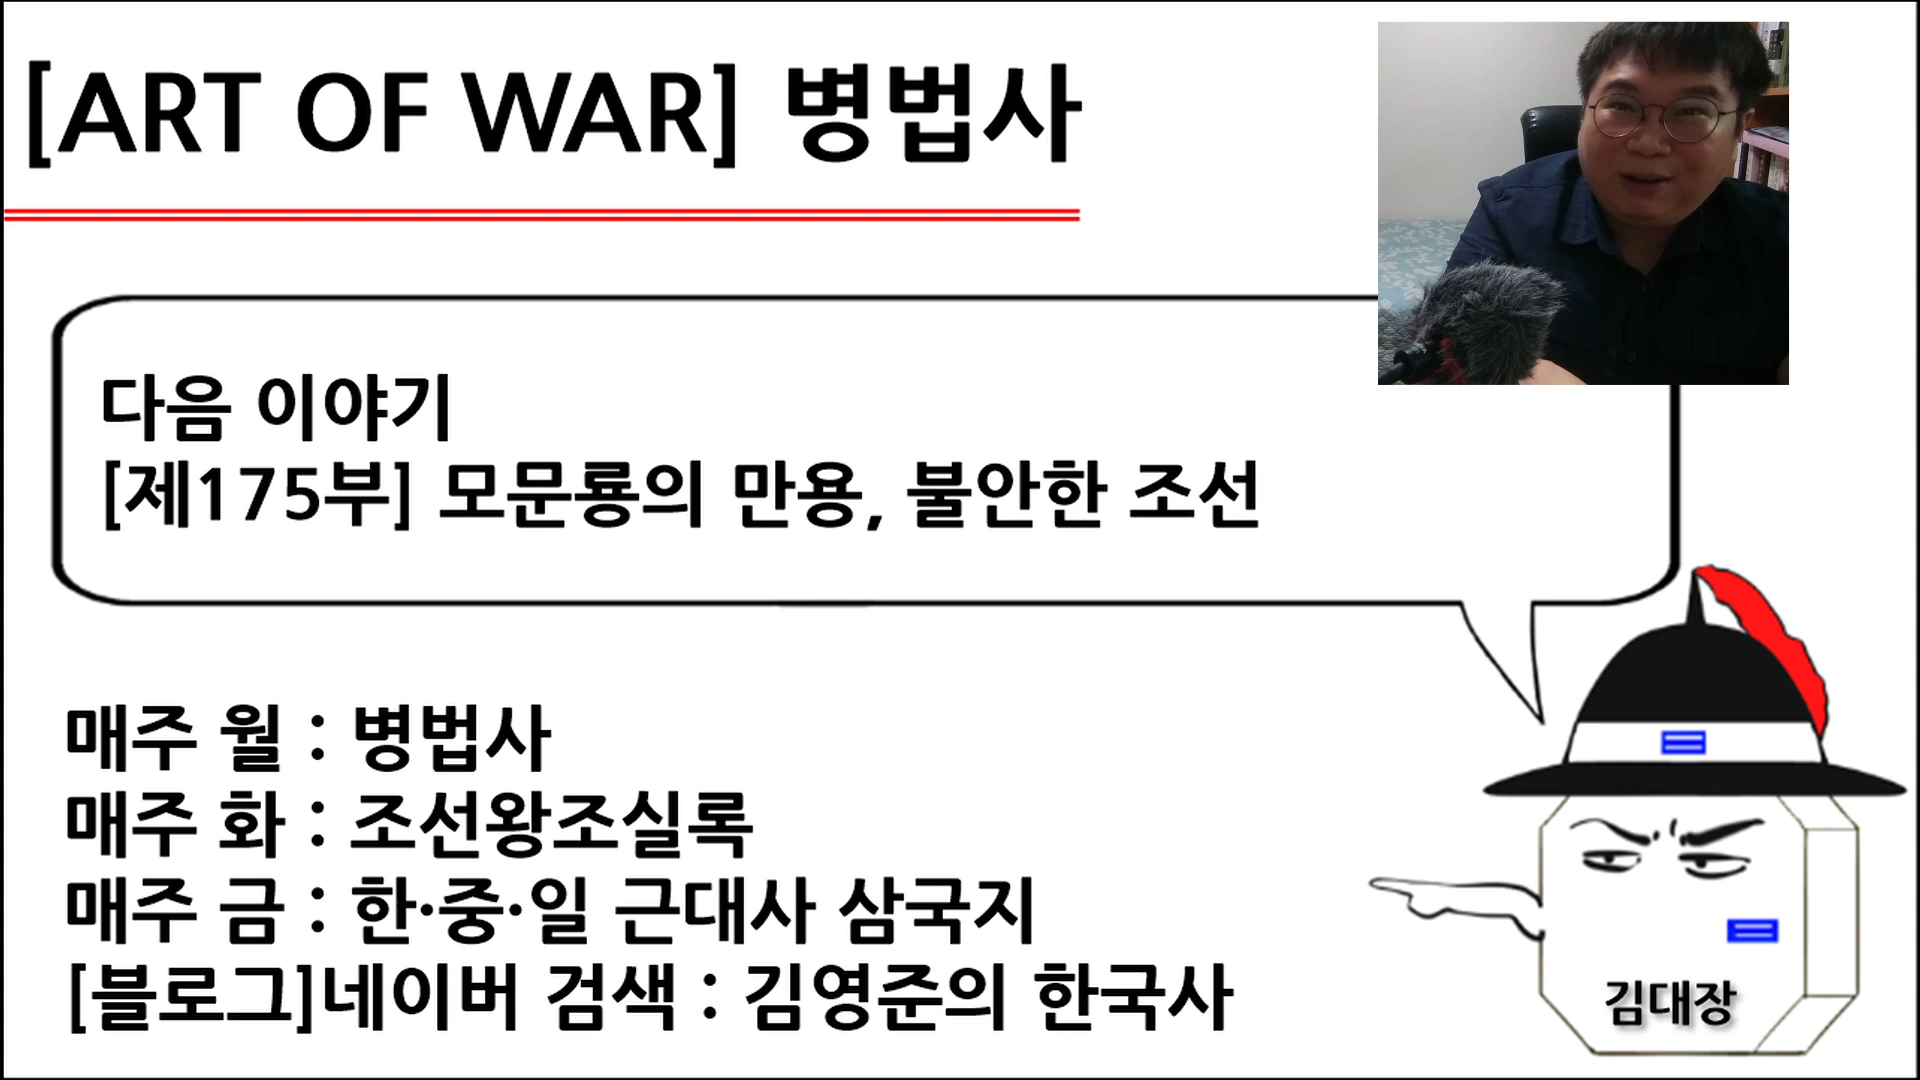 [ART OF WAR] 병법사
다음 이야기
[제175부] 모문룡의 만용, 불안한 조선
매주 월 : 병법사
매주 화 : 조선왕조실록
매주 금 : 한·중·일 근대사 삼국지
[블로그]네이버 검색 : 김영준의 한국사
김대장